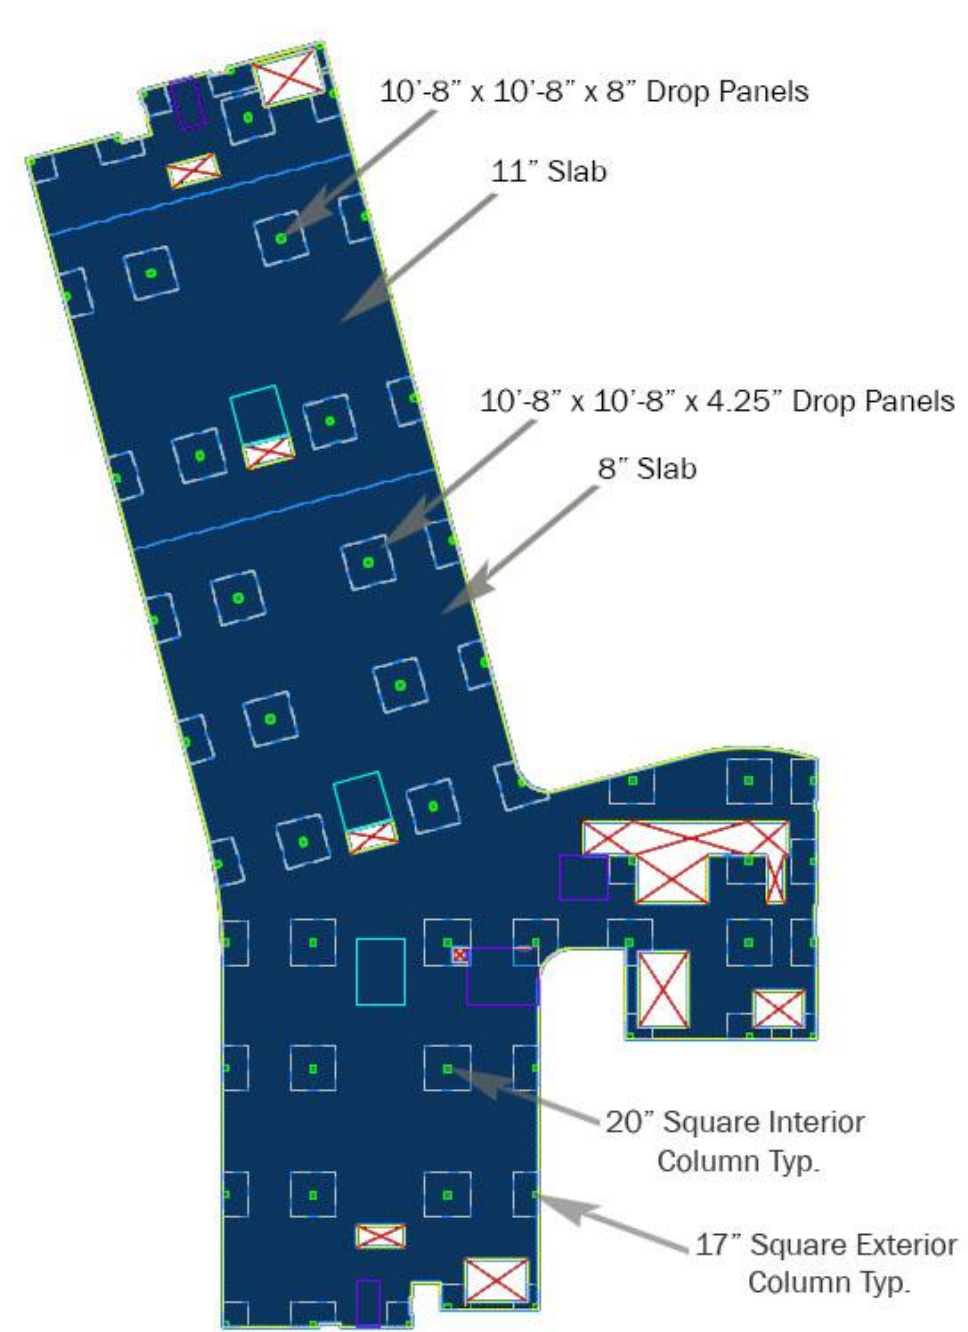 10’-8” x 10’-8” x 8” Drop Panels
11” Slab
10’-8” x 10’-8” x 4.25” Drop Panels
8” Slab
20” Square Interior
Column Typ.
17” Square Exterior
Column Typ.